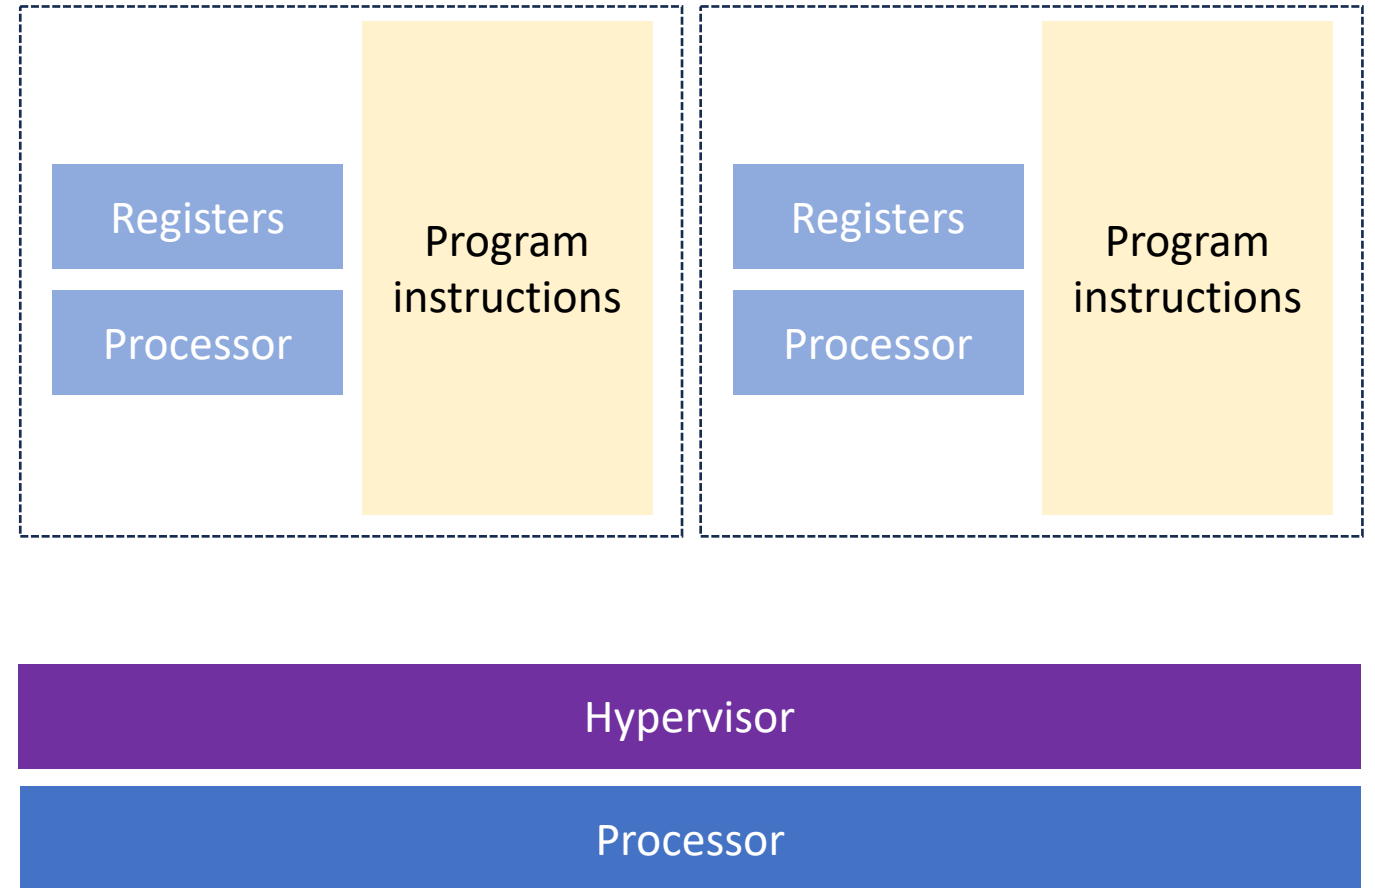 Registers
Processor
Program
instructions
Registers
Processor
Program
instructions
Hypervisor
Processor